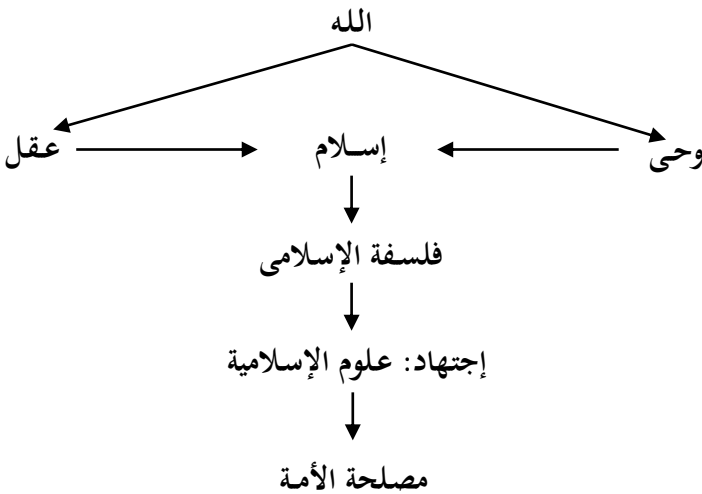 الله
وحى
إسلام
عقل
فلسفة الإسلامى
إجتهاد: علوم الإسلامية
مصلحة الأمة